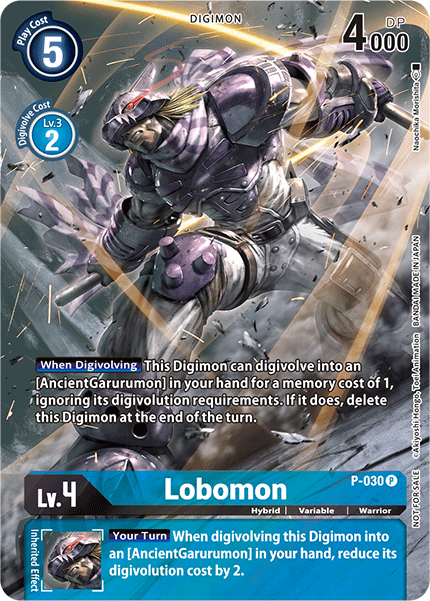 Play Cost
5
DIGIMON
DP
4000
Digivolve Cost
Lv.3
2
Naochika Morishita
When Digivolving This Digimon can digivolve into an
[AncientGarurumon] in your hand for a memory cost of 1,
ignoring its digivolution requirements. If it does, delete
this Digimon at the end of the turn.
©Akiyoshi Hongo, Toei Animation BANDAI MADE IN JAPAN
NOT FOR SALE
P-030 P
Lv.4
Lobomon
Hybrid | Variable | Warrior
Inherited Effect
Your Turn When digivolving this Digimon into
an [AncientGarurumon] in your hand, reduce its
digivolution cost by 2.